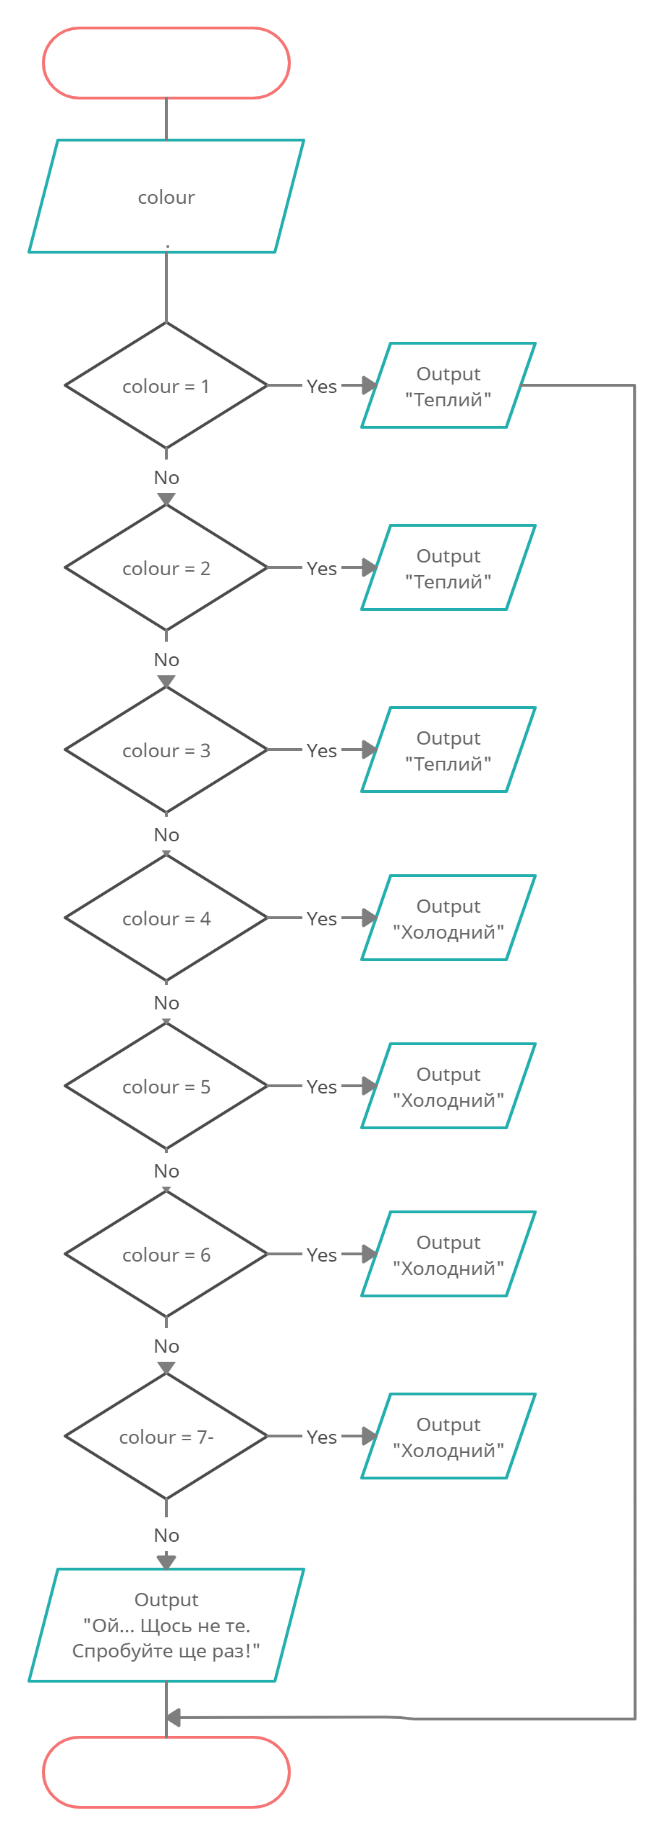 colour
.
colour = 1
Yes
Output
"Теплий"
No
colour = 2
Yes
Output
"Теплий"
No
colour = 3
Yes
Output
"Теплий"
No
colour = 4
Yes
Output
"Холодний"
No
colour = 5
Yes
Output
"Холодний"
No
colour = 6
Yes
Output
"Холодний"
No
colour = 7-
Yes
Output
"Холодний"
No
Output
"Ой... Щось не те.
Спробуйте ще раз!"